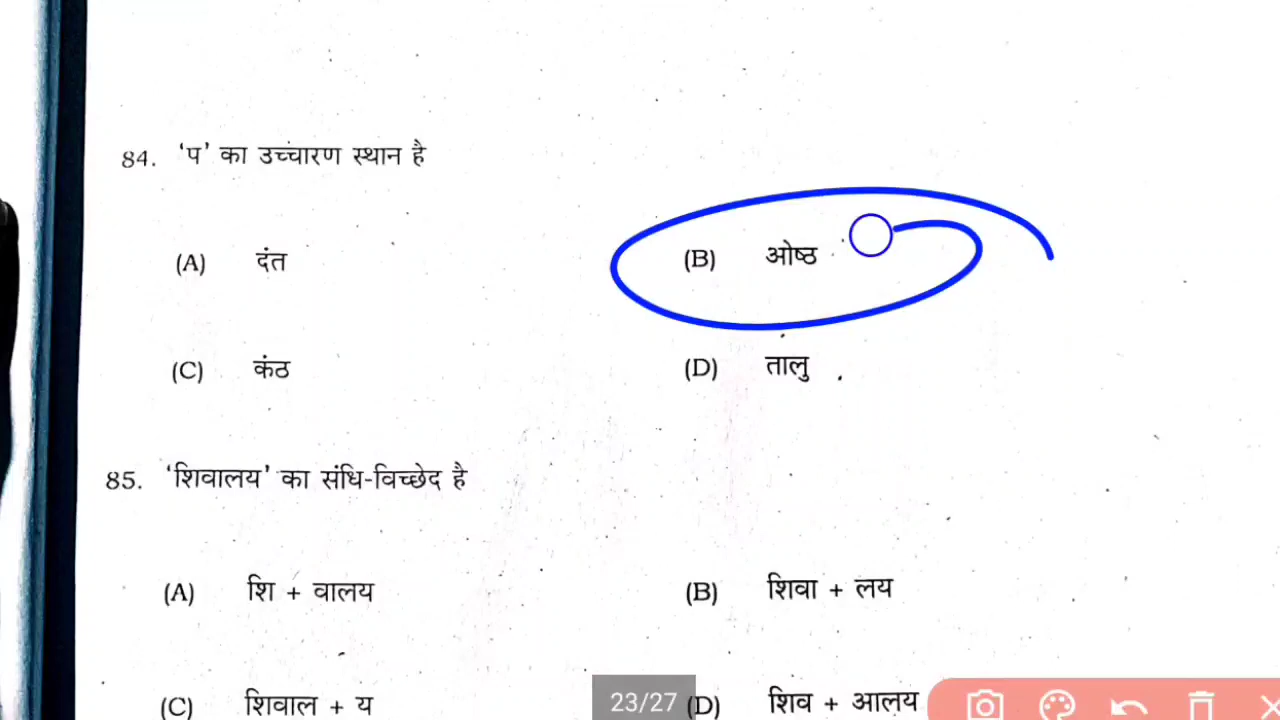 84. 'प' का उच्चारण स्थान है
(A) दंत (B) ओष्ठ
(C) कंठ (D) तालु
85. 'शिवालय' का संधि-विच्छेद है
(A) शि + वालय (B) शिवा + लय
(C) शिवाल + य (D) शिव + आलय
23/27